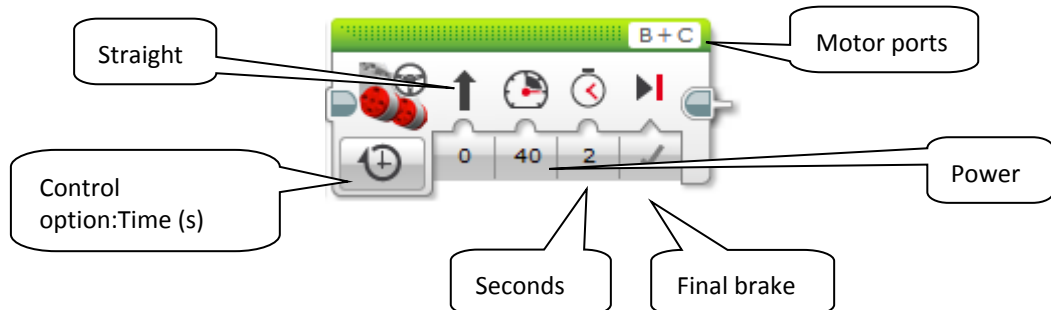 B + C
Straight
Motor ports
0 40 2
Control
option:Time (s)
Power
Seconds
Final brake